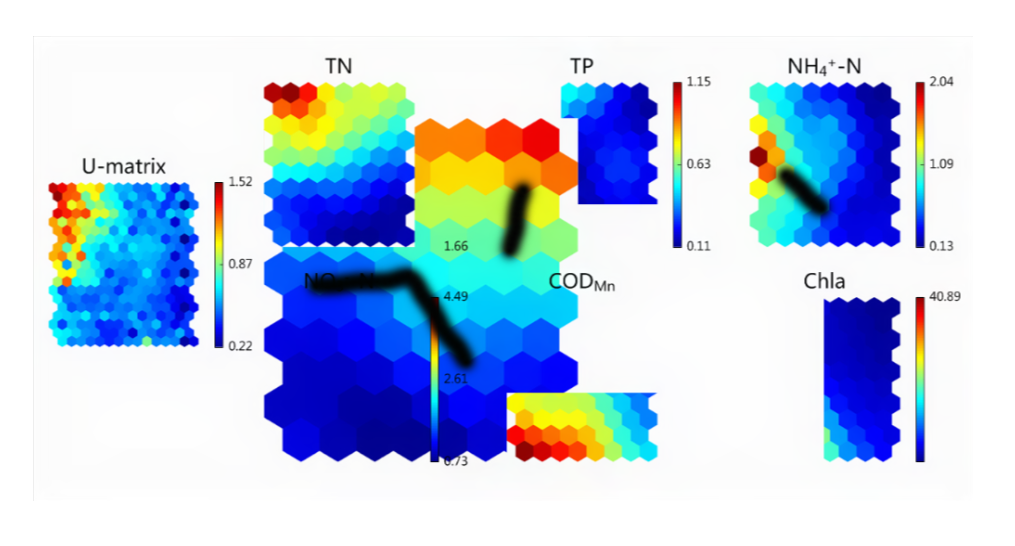 TN
TP
NH₄⁺-N
1.15
2.04
U-matrix
1.52
0.63
1.09
0.87
1.66
0.11
0.13
COD_Mn
Chla
4.49
40.89
0.22
2.61
0.73